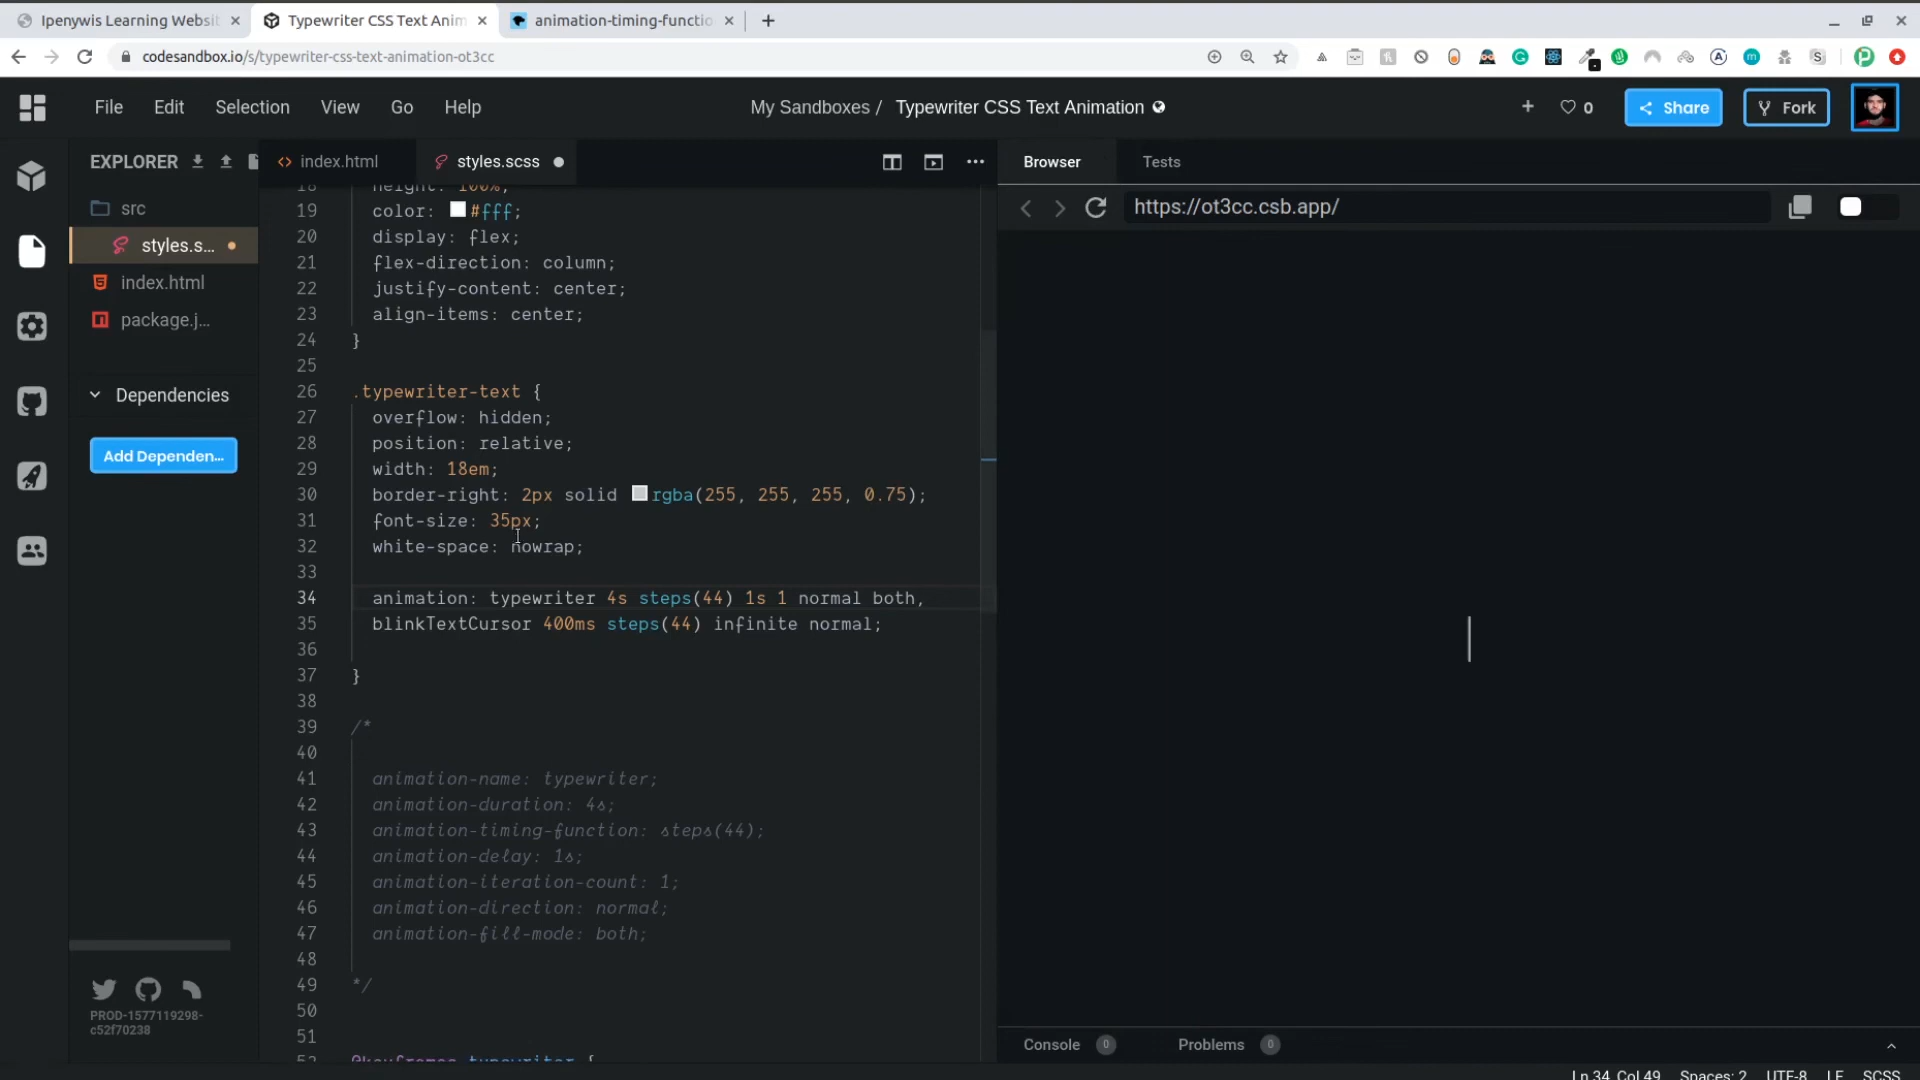 Ipenywis Learning Websi
Typewriter CSS Text Anim
animation-timing-functio
codesandbox.io/s/typewriter-css-text-animation-ot3cc
File Edit Selection View Go Help
My Sandboxes / Typewriter CSS Text Animation
0
Share
Fork
EXPLORER
src
styles.s...
index.html
package.j...
Dependencies
Add Dependen...
PROD-1577119298-
c52f70238
index.html
styles.scss
18 height: 100%;
19 color: #fff;
20 display: flex;
21 flex-direction: column;
22 justify-content: center;
23 align-items: center;
24 }
25
26 .typewriter-text {
27 overflow: hidden;
28 position: relative;
29 width: 18em;
30 border-right: 2px solid rgba(255, 255, 255, 0.75);
31 font-size: 35px;
32 white-space: nowrap;
33
34 animation: typewriter 4s steps(44) 1s 1 normal both,
35 blinkTextCursor 400ms steps(44) infinite normal;
36
37 }
38
39 /*
40
41 animation-name: typewriter;
42 animation-duration: 4s;
43 animation-timing-function: steps(44);
44 animation-delay: 1s;
45 animation-iteration-count: 1;
46 animation-direction: normal;
47 animation-fill-mode: both;
48
49 */
50
51
52 @keyframes typewriter {
Browser Tests
https://ot3cc.csb.app/
Console 0 Problems 0
Ln 34, Col 49 Spaces: 2 UTF-8 LF SCSS